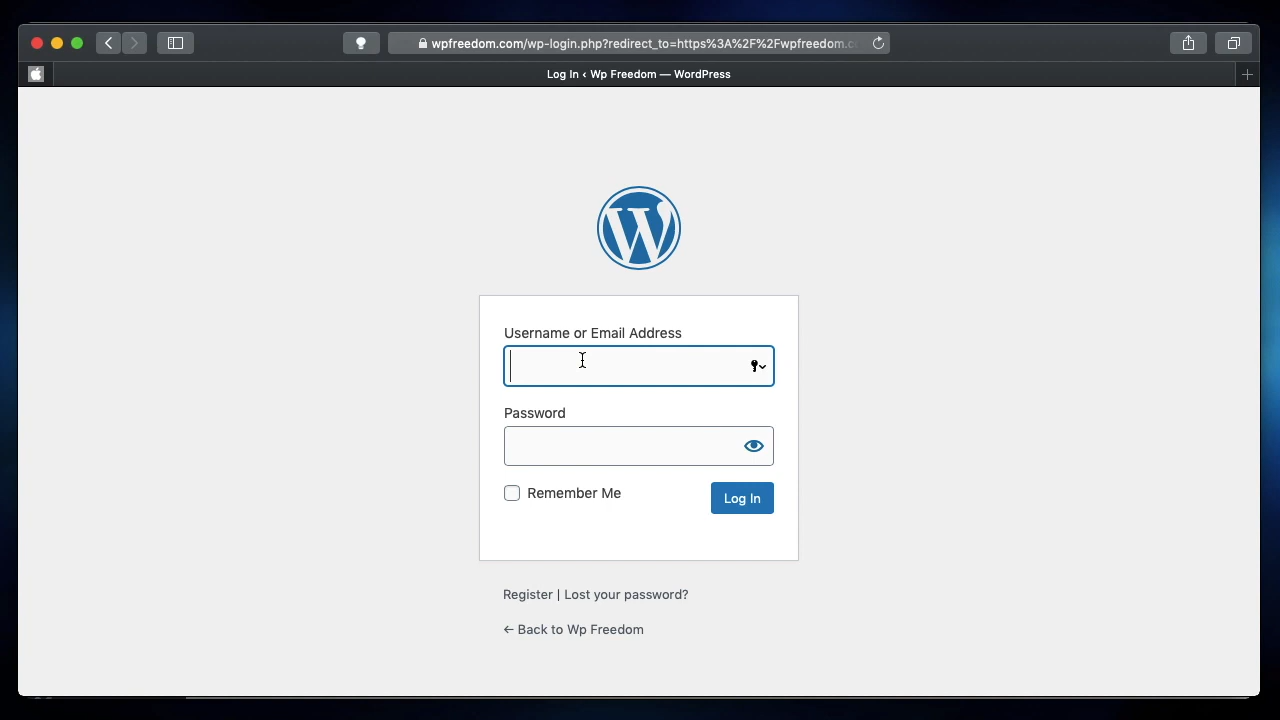 wpfreedom.com/wp-login.php?redirect_to=https%3A%2F%2Fwpfreedom.c
Log In ‹ Wp Freedom — WordPress
Username or Email Address
Password
Remember Me
Log In
Register | Lost your password?
← Back to Wp Freedom